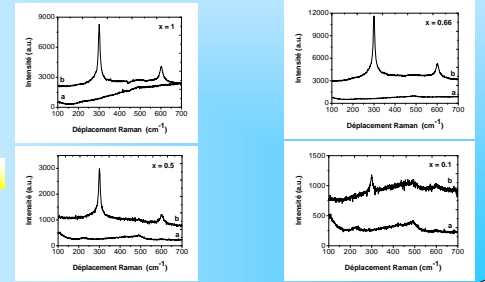 x = 1
Intensité (a.u.)
9000
6000
3000
0
b
a
100 200 300 400 500 600 700
Déplacement Raman (cm-1)
x = 0.66
Intensité (a.u.)
12000
9000
6000
3000
0
b
a
100 200 300 400 500 600 700
Déplacement Raman (cm-1)
x = 0.5
Intensité (a.u.)
3000
2000
1000
0
b
a
100 200 300 400 500 600 700
Déplacement Raman (cm-1)
x = 0.1
Intensité (a.u.)
1500
1000
500
0
b
a
100 200 300 400 500 600 700
Déplacement Raman (cm-1)